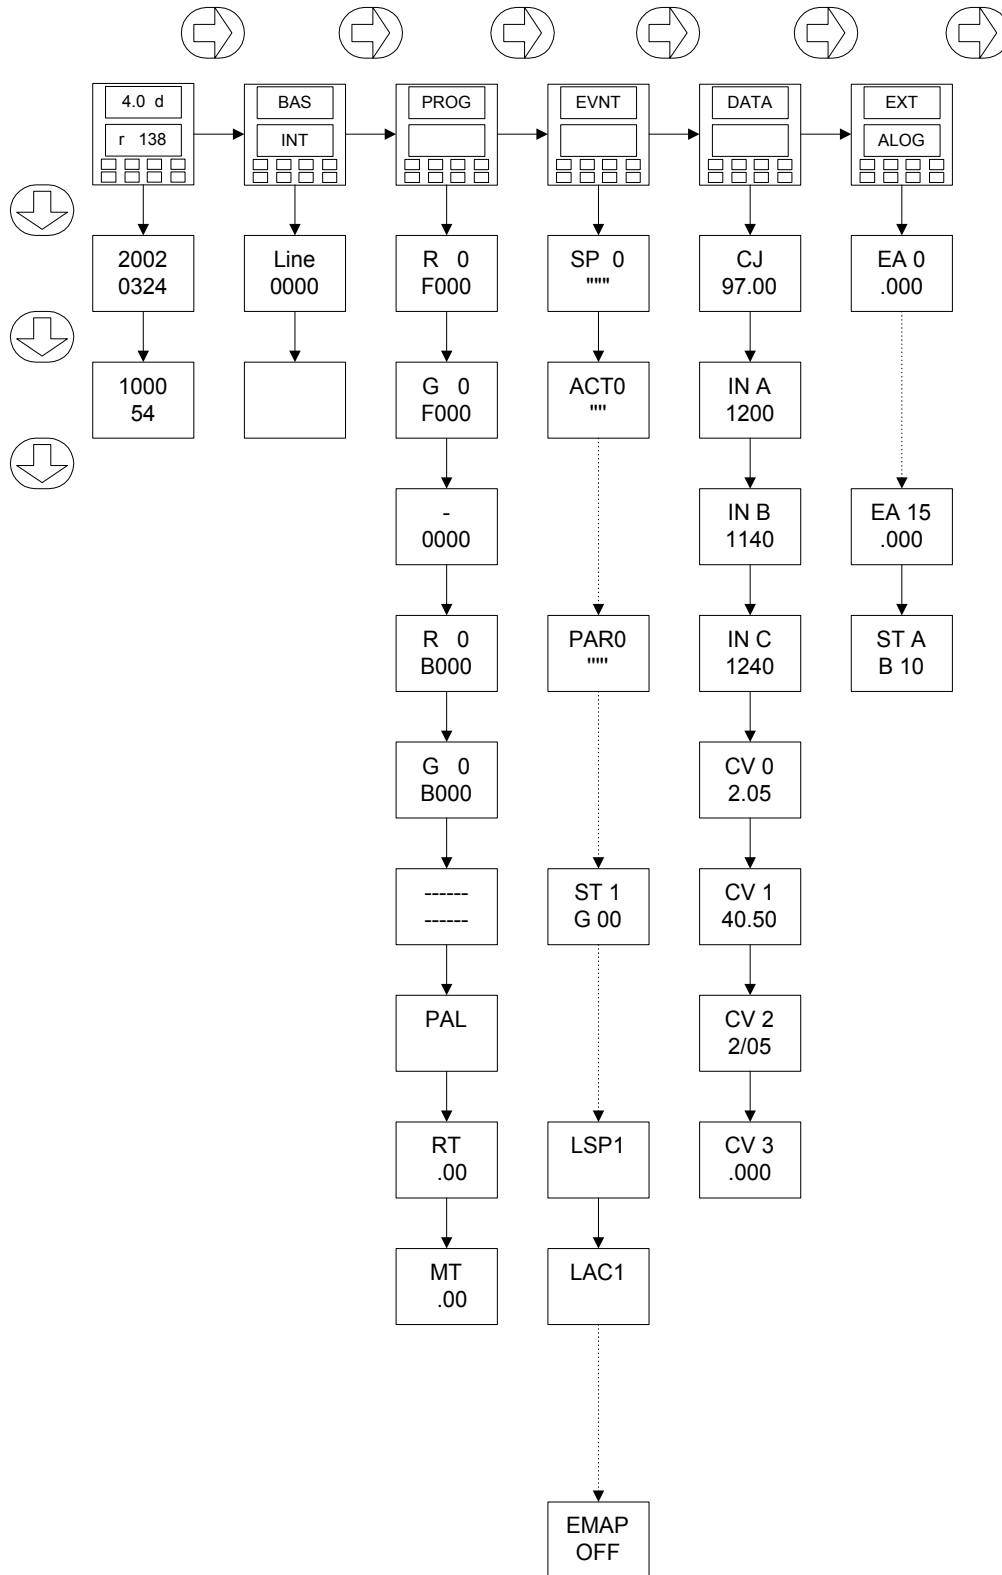 4.0 d
r 138
BAS
INT
PROG
EVNT
DATA
EXT
ALOG
2002
0324
Line
0000
R 0
F000
SP 0
"""
CJ
97.00
EA 0
.000
1000
54
G 0
F000
ACT0
""
IN A
1200
-
0000
IN B
1140
EA 15
.000
R 0
B000
PAR0
"""
IN C
1240
ST A
B 10
G 0
B000
CV 0
2.05
------
------
ST 1
G 00
CV 1
40.50
PAL
CV 2
2/05
RT
.00
LSP1
CV 3
.000
MT
.00
LAC1
EMAP
OFF